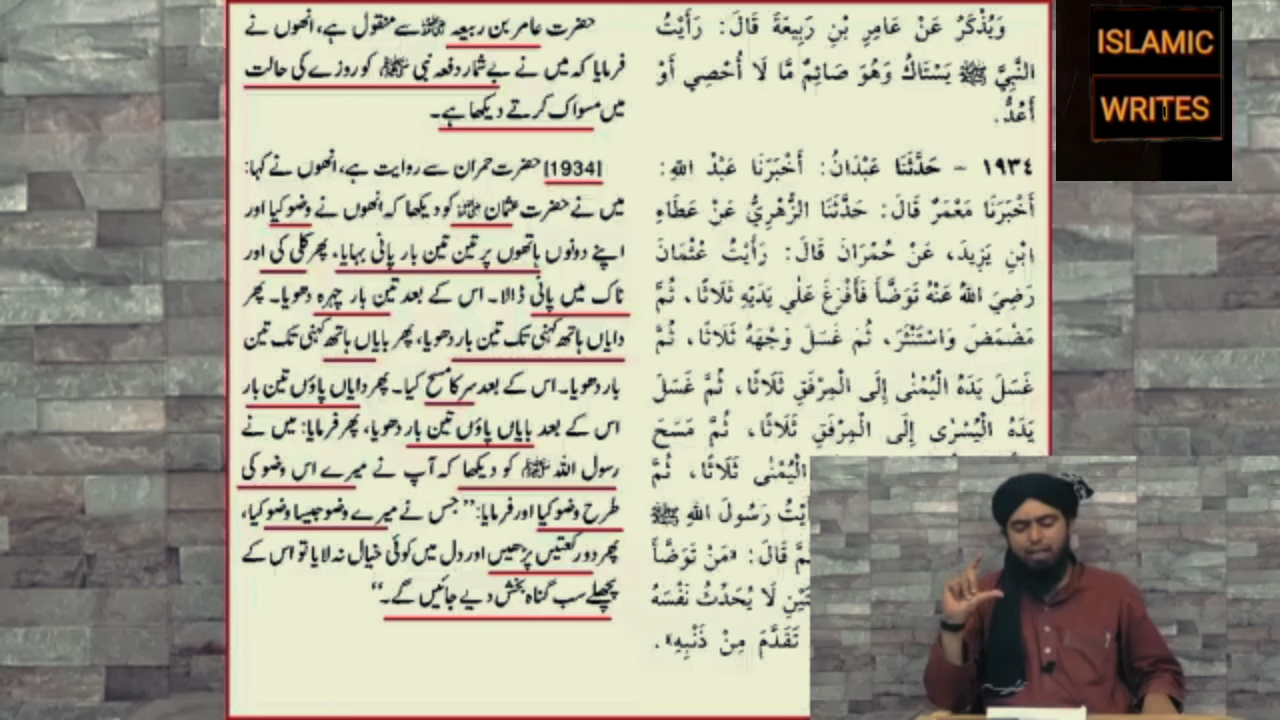 وَيُذْكَرُ عَنْ عَامِرِ بْنِ رَبِيعَةَ قَالَ: رَأَيْتُ
النَّبِيَّ ﷺ يَسْتَاكُ وَهُوَ صَائِمٌ مَّا لَا أُحْصِي أَوْ
أَعُدُّ.
١٩٣٤ - حَدَّثَنَا عَبْدَانُ: أَخْبَرَنَا عَبْدُ اللهِ:
أَخْبَرَنَا مَعْمَرٌ قَالَ: حَدَّثَنَا الزُّهْرِيُّ عَنْ عَطَاءِ
ابْنِ يَزِيدَ، عَنْ حُمْرَانَ قَالَ: رَأَيْتُ عُثْمَانَ
رَضِيَ اللهُ عَنْهُ تَوَضَّأَ فَأَفْرَغَ عَلَى يَدَيْهِ ثَلَاثًا، ثُمَّ
مَضْمَضَ وَاسْتَنْثَرَ، ثُمَّ غَسَلَ وَجْهَهُ ثَلَاثًا، ثُمَّ
غَسَلَ يَدَهُ الْيُمْنٰى إِلَى الْمِرْفَقِ ثَلَاثًا، ثُمَّ غَسَلَ
يَدَهُ الْيُسْرٰى إِلَى الْمِرْفَقِ ثَلَاثًا، ثُمَّ مَسَحَ
الْيُمْنٰى ثَلَاثًا، ثُمَّ
رَسُولَ اللهِ ﷺ
قَالَ: «مَنْ تَوَضَّأَ
لَا يُحَدِّثُ نَفْسَهُ
تَقَدَّمَ مِنْ ذَنْبِهِ».
حضرت عامر بن ربیعہ ؓ سے منقول ہے، انھوں نے
فرمایا کہ میں نے بے شمار دفعہ نبی ﷺ کو روزے کی حالت
میں مسواک کرتے دیکھا ہے۔
[1934] حضرت حمران سے روایت ہے، انھوں نے کہا:
میں نے حضرت عثمان ؓ کو دیکھا کہ انھوں نے وضو کیا اور
اپنے دونوں ہاتھوں پر تین تین بار پانی بہایا، پھر کلی کی اور
ناک میں پانی ڈالا۔ اس کے بعد تین بار چہرہ دھویا۔ پھر
دایاں ہاتھ کہنی تک تین بار دھویا، پھر بایاں ہاتھ کہنی تک تین
بار دھویا۔ اس کے بعد سر کا مسح کیا۔ پھر دایاں پاؤں تین بار
اس کے بعد بایاں پاؤں تین بار دھویا، پھر فرمایا: میں نے
رسول اللہ ﷺ کو دیکھا کہ آپ نے میرے اس وضو کی
طرح وضو کیا اور فرمایا: ”جس نے میرے وضو جیسا وضو کیا،
پھر دو رکعتیں پڑھیں اور دل میں کوئی خیال نہ لایا تو اس کے
پچھلے سب گناہ بخش دیے جائیں گے۔“
ISLAMIC
WRITES